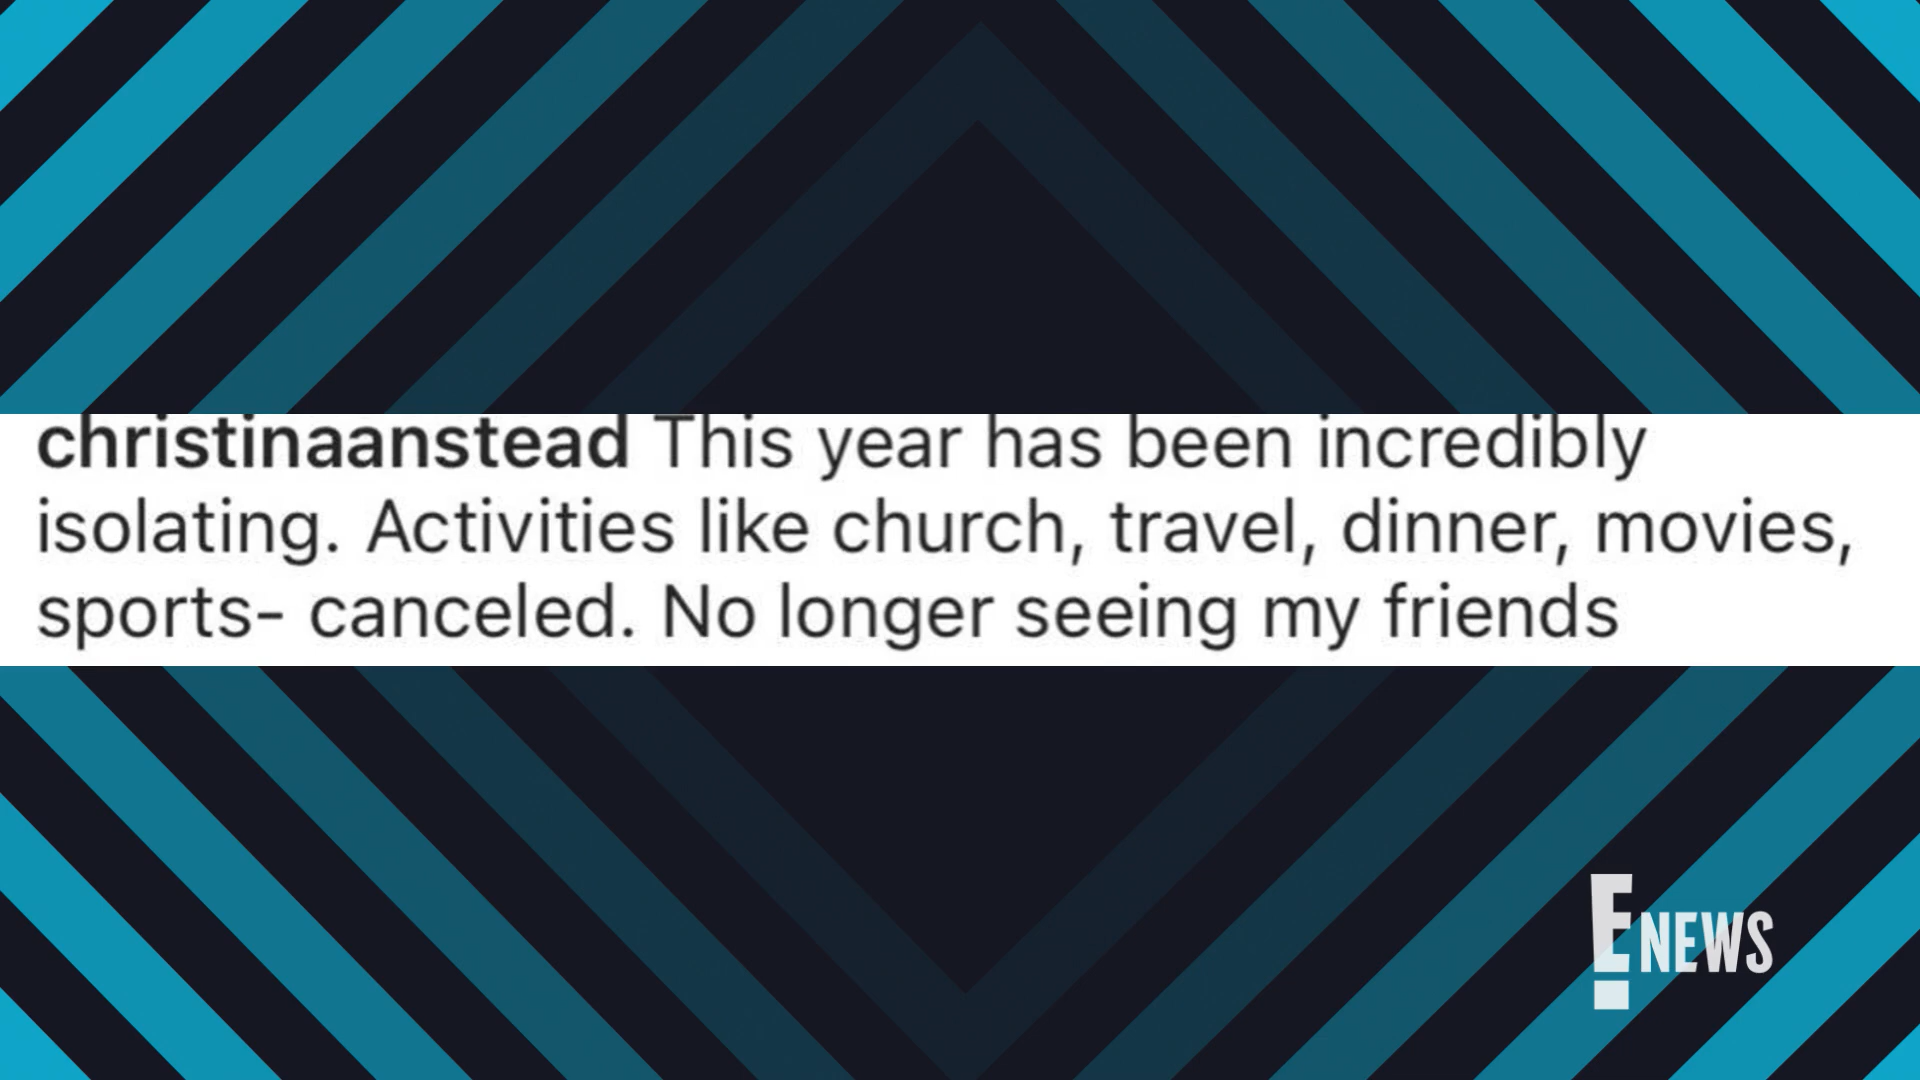 christinaanstead This year has been incredibly
isolating. Activities like church, travel, dinner, movies,
sports- canceled. No longer seeing my friends
E! NEWS